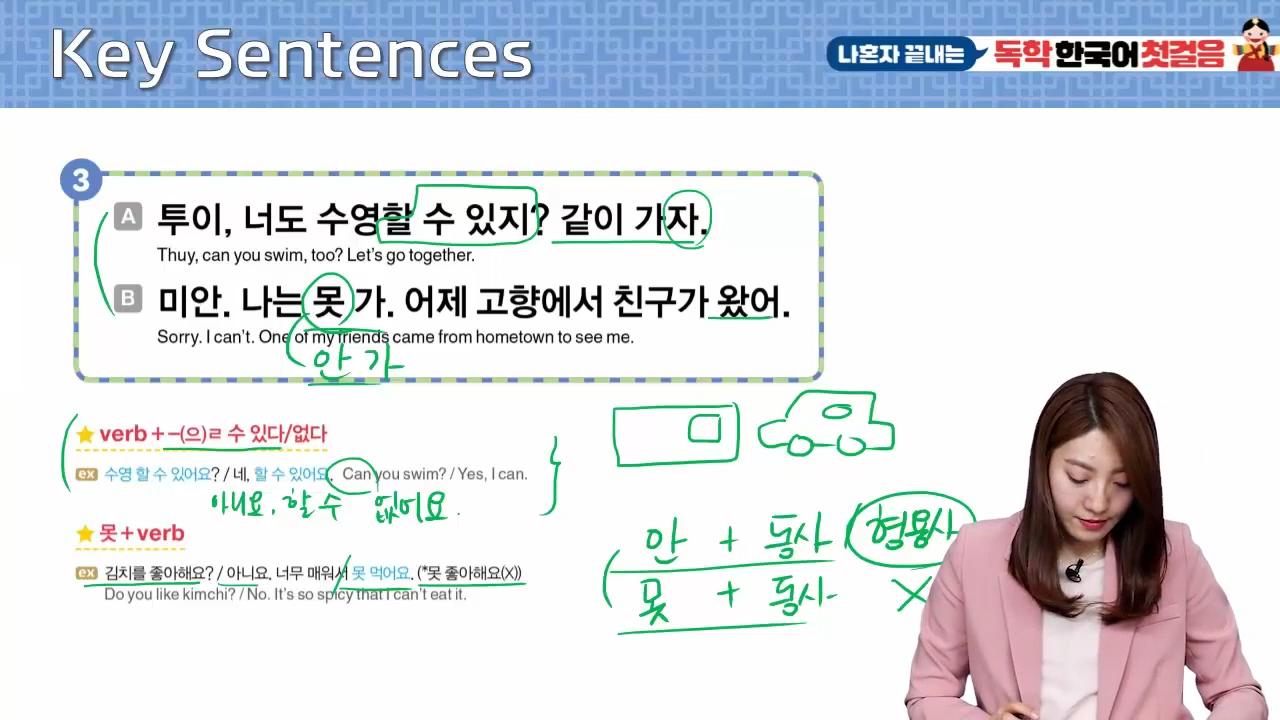 Key Sentences
나혼자 끝내는 독학 한국어 첫걸음
3
A 투이, 너도 수영할 수 있지? 같이 가자.
Thuy, can you swim, too? Let's go together.
B 미안. 나는 못 가. 어제 고향에서 친구가 왔어.
Sorry. I can't. One of my friends came from hometown to see me.
안 가
verb + –(으)ㄹ 수 있다/없다
ex 수영 할 수 있어요? / 네, 할 수 있어요. Can you swim? / Yes, I can.
아니요. 할 수 없어요.
못 + verb
ex 김치를 좋아해요? / 아니요, 너무 매워서 못 먹어요. (*못 좋아해요(X))
Do you like kimchi? / No. It's so spicy that I can't eat it.
안 + 동사 형용사
못 + 동사 X